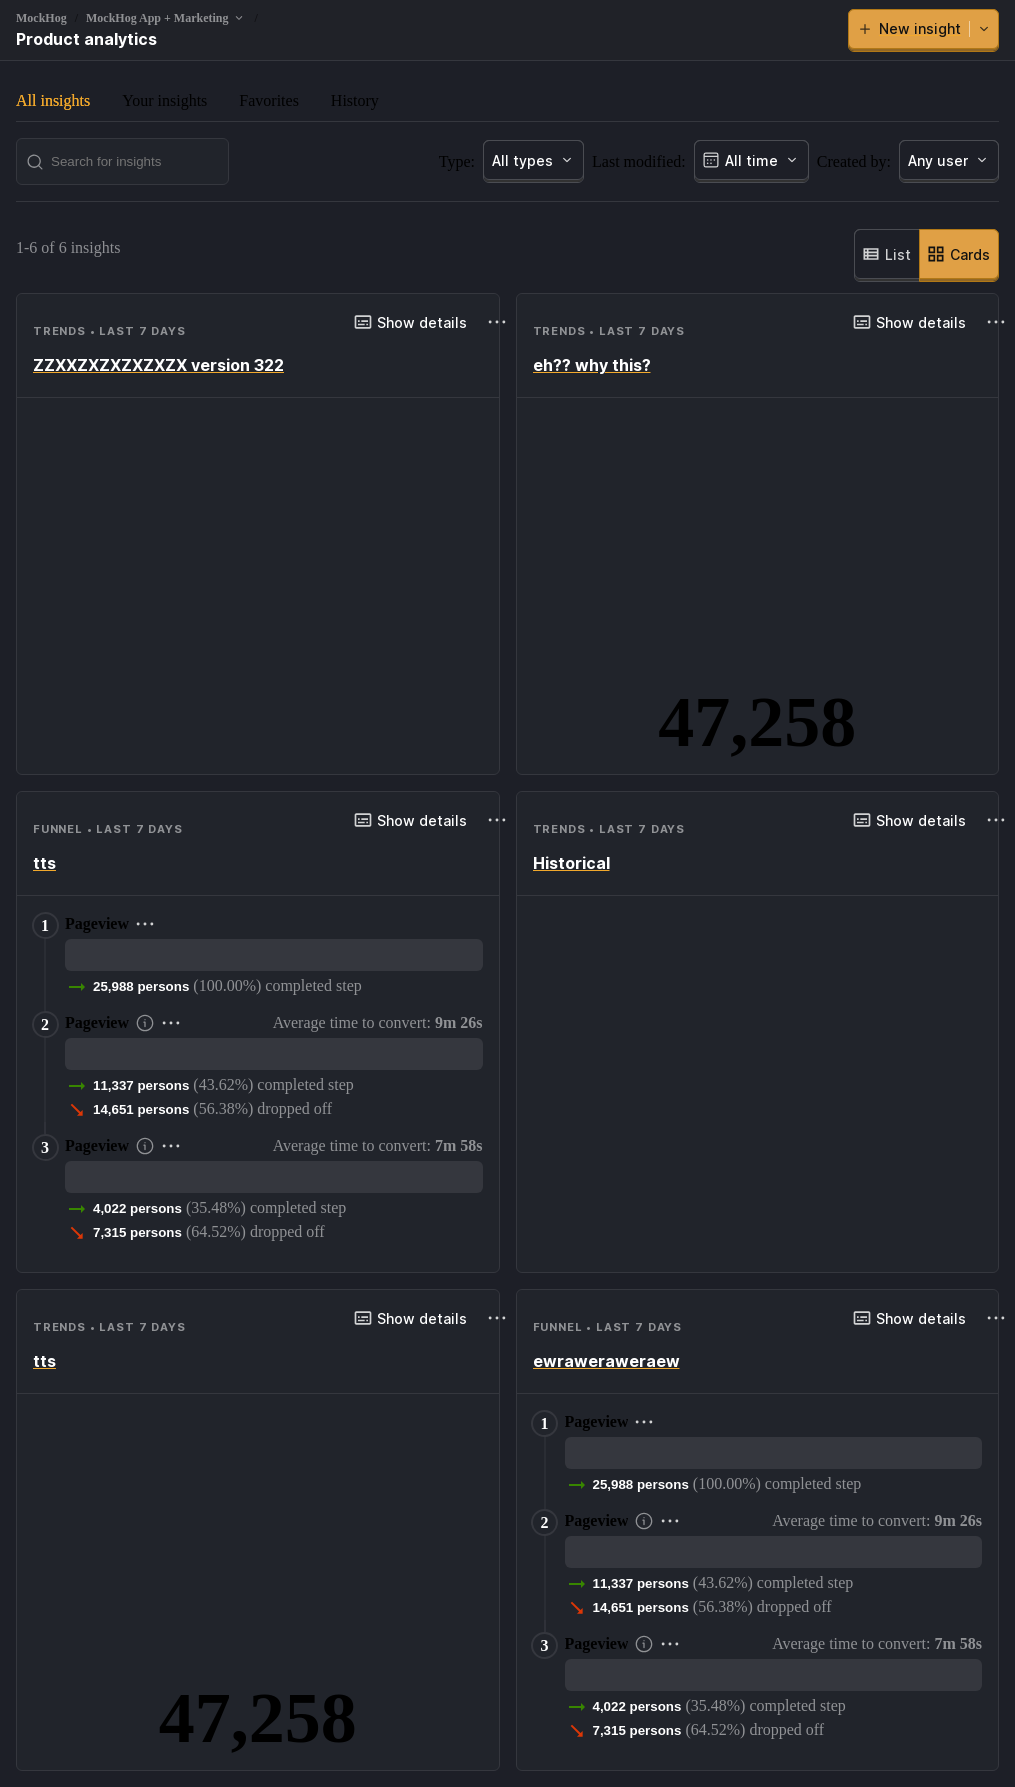 MockHog / MockHog App + Marketing /
Product analytics
New insight
All insights Your insights Favorites History
Search for insights
Type: All types Last modified: All time Created by: Any user
1-6 of 6 insights
List Cards
TRENDS • LAST 7 DAYS
Show details
ZZXXZXZXZXZXZX version 322
TRENDS • LAST 7 DAYS
Show details
eh?? why this?
47,258
FUNNEL • LAST 7 DAYS
Show details
tts
1 Pageview
25,988 persons (100.00%) completed step
2 Pageview Average time to convert: 9m 26s
11,337 persons (43.62%) completed step
14,651 persons (56.38%) dropped off
3 Pageview Average time to convert: 7m 58s
4,022 persons (35.48%) completed step
7,315 persons (64.52%) dropped off
TRENDS • LAST 7 DAYS
Show details
Historical
TRENDS • LAST 7 DAYS
Show details
tts
47,258
FUNNEL • LAST 7 DAYS
Show details
ewraweraweraew
1 Pageview
25,988 persons (100.00%) completed step
2 Pageview Average time to convert: 9m 26s
11,337 persons (43.62%) completed step
14,651 persons (56.38%) dropped off
3 Pageview Average time to convert: 7m 58s
4,022 persons (35.48%) completed step
7,315 persons (64.52%) dropped off